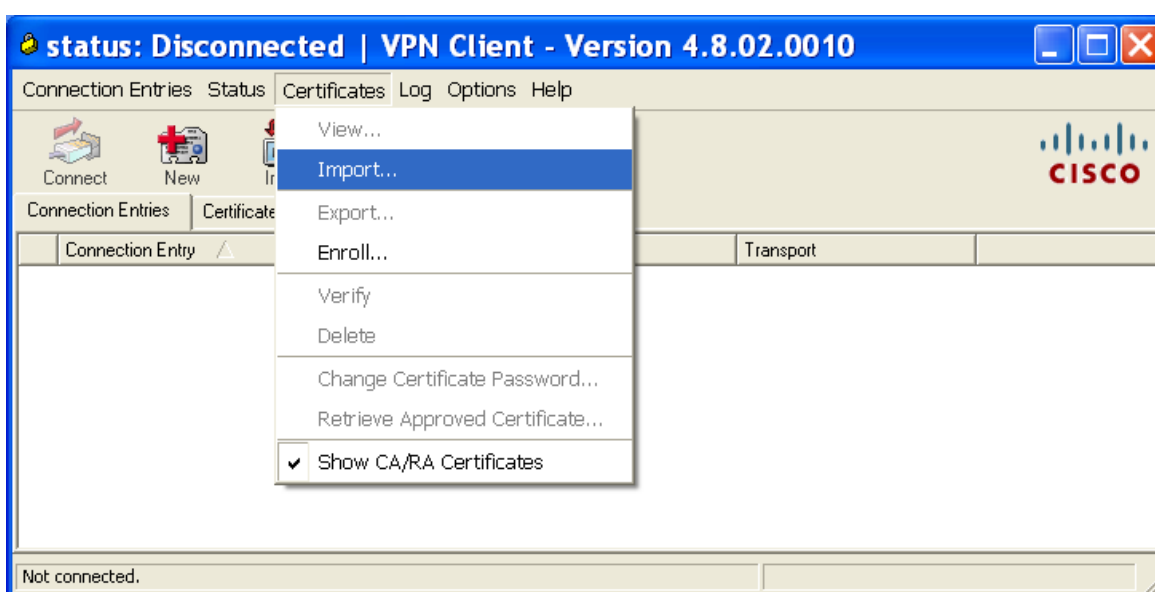 status: Disconnected | VPN Client - Version 4.8.02.0010
Connection Entries Status Certificates Log Options Help
View...
Import...
Export...
Enroll...
Verify
Delete
Change Certificate Password...
Retrieve Approved Certificate...
Show CA/RA Certificates
Connect New
CISCO
Connection Entries
Connection Entry Transport
Not connected.